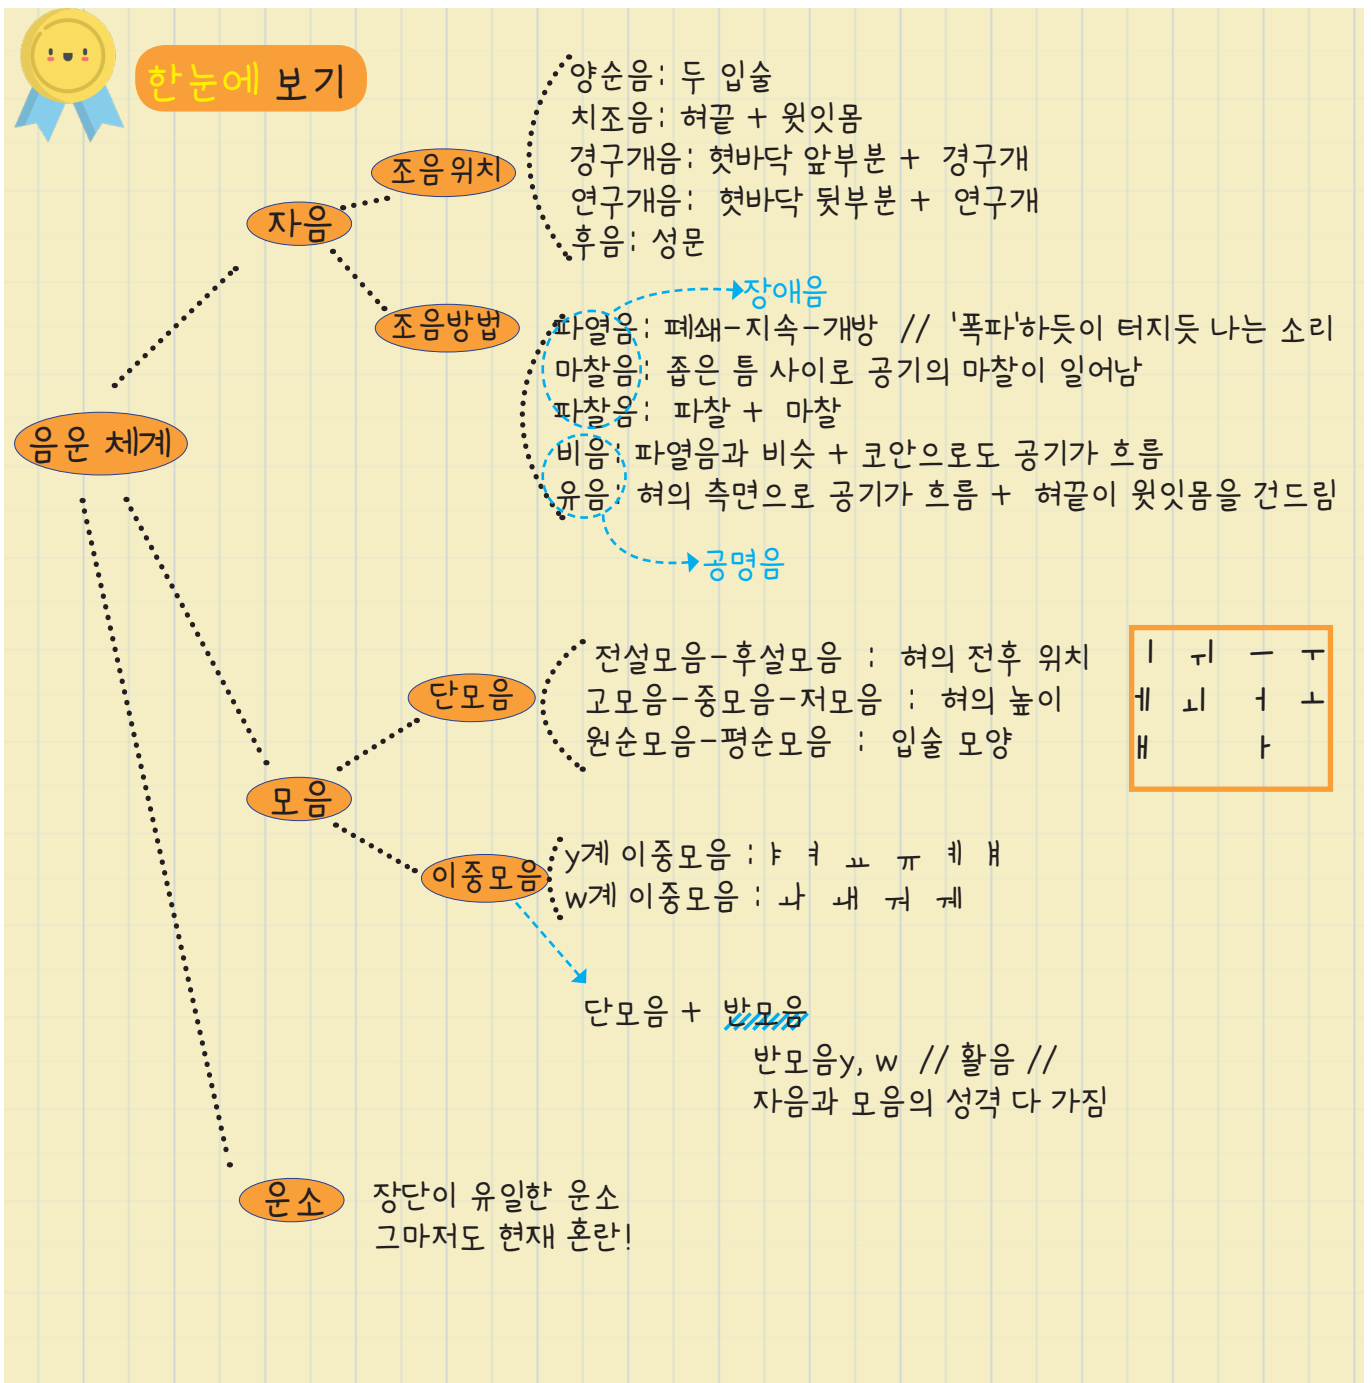 한눈에 보기
음운 체계
자음
조음위치
양순음: 두 입술
치조음: 혀끝 + 윗잇몸
경구개음: 혓바닥 앞부분 + 경구개
연구개음: 혓바닥 뒷부분 + 연구개
후음: 성문
조음방법
장애음
파열음: 폐쇄-지속-개방 // '폭파'하듯이 터지듯 나는 소리
마찰음: 좁은 틈 사이로 공기의 마찰이 일어남
파찰음: 파찰 + 마찰
비음: 파열음과 비슷 + 코안으로도 공기가 흐름
유음: 혀의 측면으로 공기가 흐름 + 혀끝이 윗잇몸을 건드림
공명음
모음
단모음
전설모음-후설모음 : 혀의 전후 위치
고모음-중모음-저모음 : 혀의 높이
원순모음-평순모음 : 입술 모양
ㅣ ㅟ ㅡ ㅜ
ㅔ ㅚ ㅓ ㅗ
ㅐ ㅏ
이중모음
y계 이중모음 : ㅑ ㅕ ㅛ ㅠ ㅖ ㅒ
w계 이중모음 : ㅘ ㅙ ㅝ ㅞ
단모음 + 반모음
반모음y, w // 활음 //
자음과 모음의 성격 다 가짐
운소
장단이 유일한 운소
그마저도 현재 혼란!